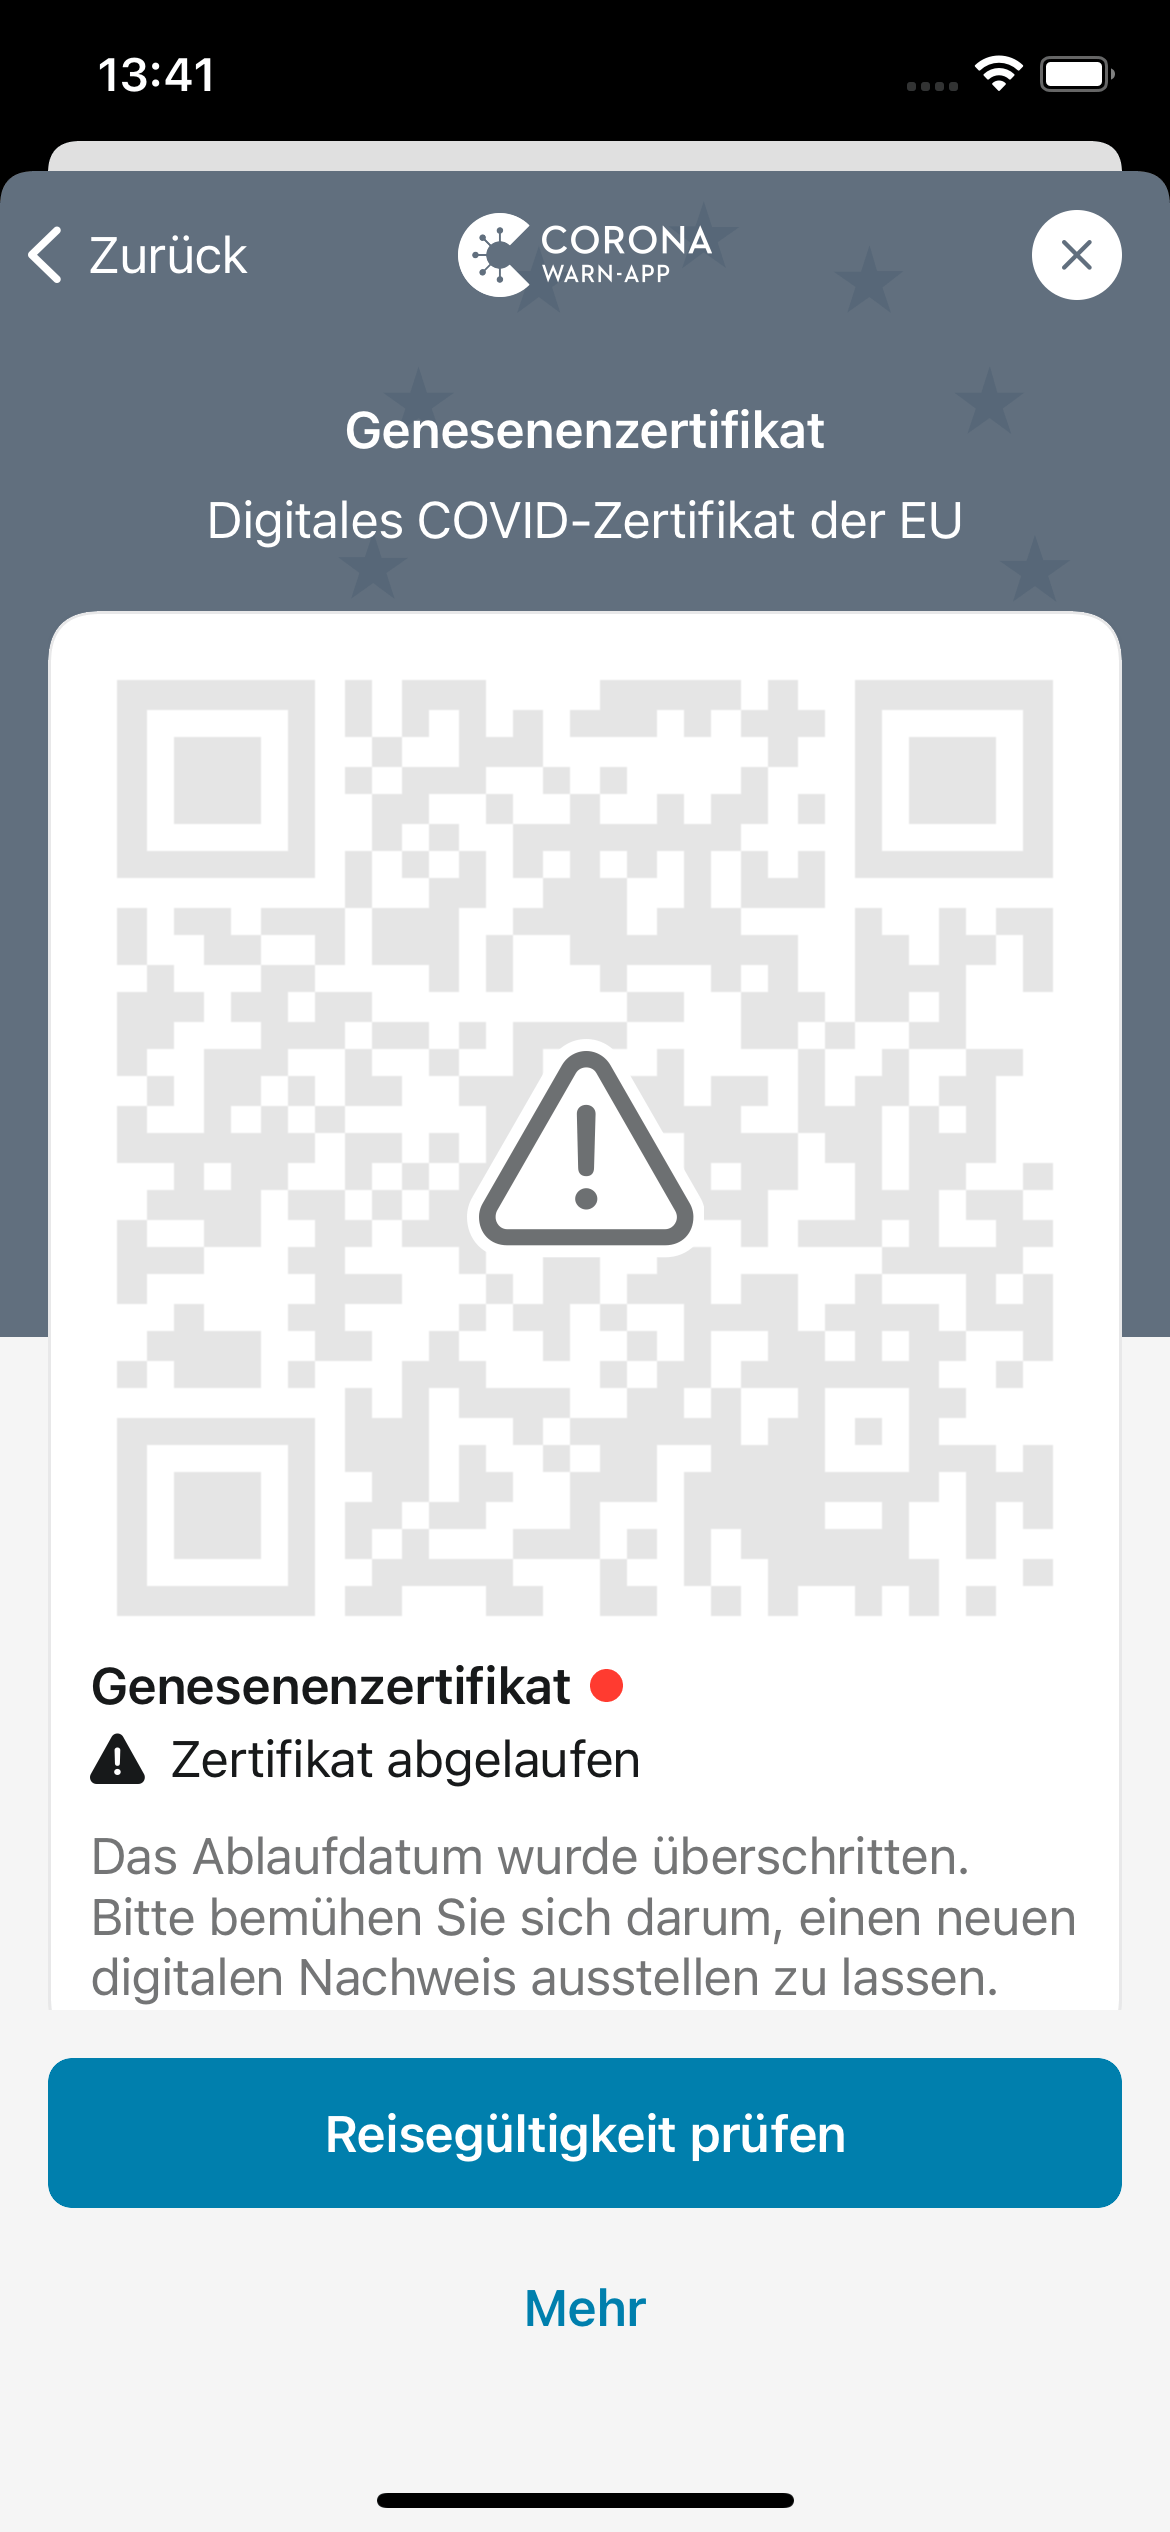 13:41
Zurück
CORONA
WARN-APP
Genesenenzertifikat
Digitales COVID-Zertifikat der EU
Genesenenzertifikat
Zertifikat abgelaufen
Das Ablaufdatum wurde überschritten.
Bitte bemühen Sie sich darum, einen neuen
digitalen Nachweis ausstellen zu lassen.
Reisegültigkeit prüfen
Mehr